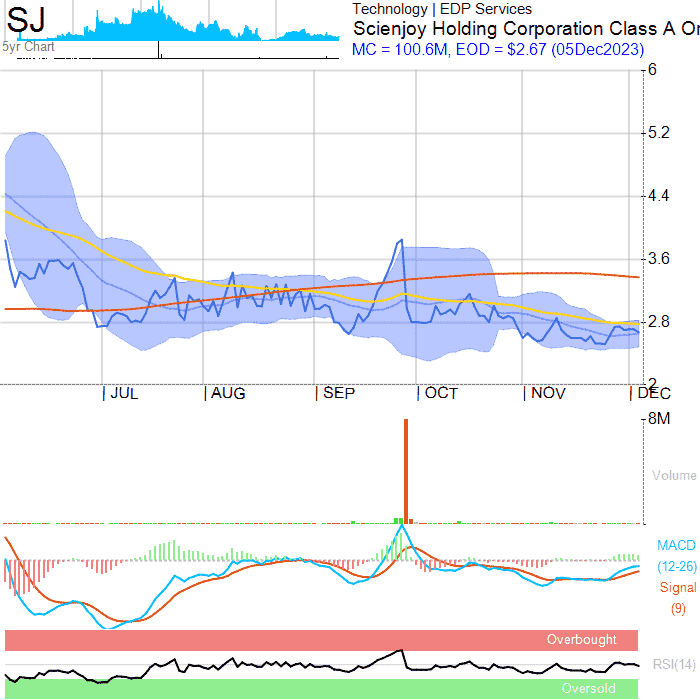 SJ
5yr Chart
Technology | EDP Services
Scienjoy Holding Corporation Class A Or
MC = 100.6M, EOD = $2.67 (05Dec2023)
6
5.2
4.4
3.6
2.8
2
JUL AUG SEP OCT NOV DEC
8M
Volume
MACD
(12-26)
Signal
(9)
Overbought
RSI(14)
Oversold